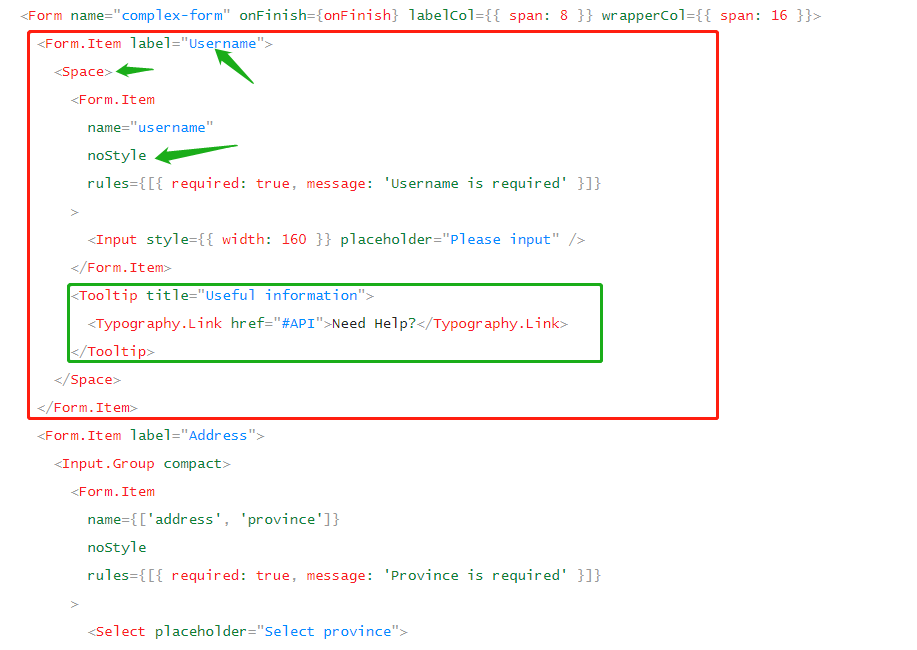 <Form name="complex-form" onFinish={onFinish} labelCol={{ span: 8 }} wrapperCol={{ span: 16 }}>
<Form.Item label="Username">
<Space>
<Form.Item
name="username"
noStyle
rules={[{ required: true, message: 'Username is required' }]}
>
<Input style={{ width: 160 }} placeholder="Please input" />
</Form.Item>
<Tooltip title="Useful information">
<Typography.Link href="#API">Need Help?</Typography.Link>
</Tooltip>
</Space>
</Form.Item>
<Form.Item label="Address">
<Input.Group compact>
<Form.Item
name={['address', 'province']}
noStyle
rules={[{ required: true, message: 'Province is required' }]}
>
<Select placeholder="Select province">